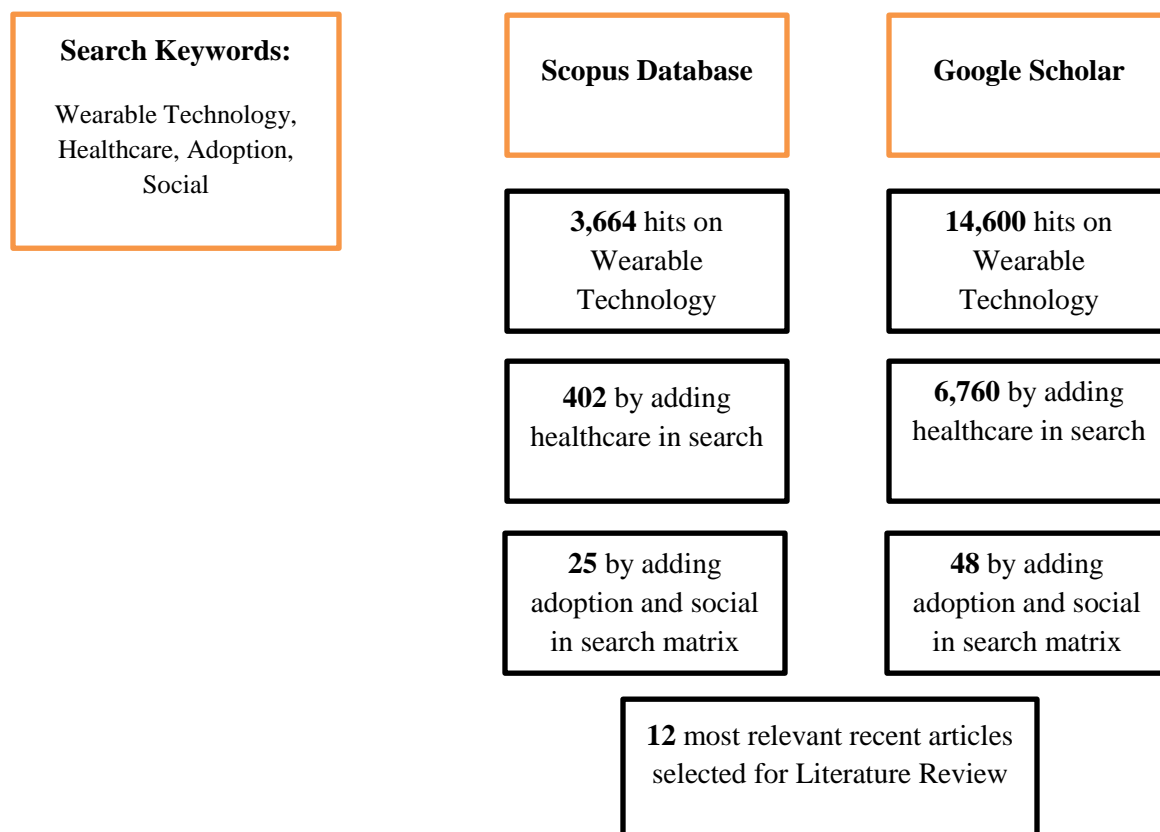 Search Keywords:
Wearable Technology,
Healthcare, Adoption,
Social
Scopus Database
Google Scholar
3,664 hits on
Wearable
Technology
14,600 hits on
Wearable
Technology
402 by adding
healthcare in search
6,760 by adding
healthcare in search
25 by adding
adoption and social
in search matrix
48 by adding
adoption and social
in search matrix
12 most relevant recent articles
selected for Literature Review